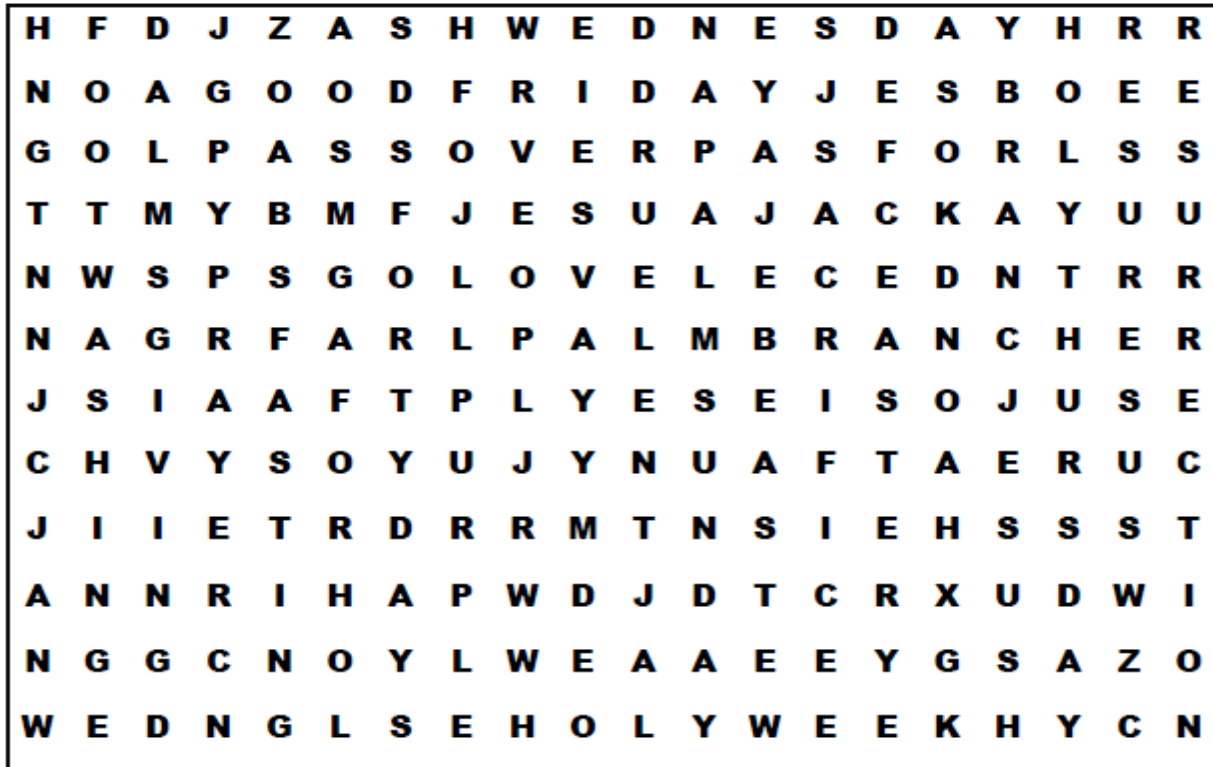 H F D J Z A S H W E D N E S D A Y H R R
N O A G O O D F R I D A Y J E S B O E E
G O L P A S S O V E R P A S F O R L S S
T T M Y B M F J E S U A J A C K A Y U U
N W S P S G O L O V E L E C E D N T R R
N A G R F A R L P A L M B R A N C H E R
J S I A A F T P L Y E S E I S O J U S E
C H V Y S O Y U J Y N U A F T A E R U C
J I I E T R D R R M T N S I E H S S S T
A N N R I H A P W D J D T C R X U D W I
N G G C N O Y L W E A A E E Y G S A Z O
W E D N G L S E H O L Y W E E K H Y C N